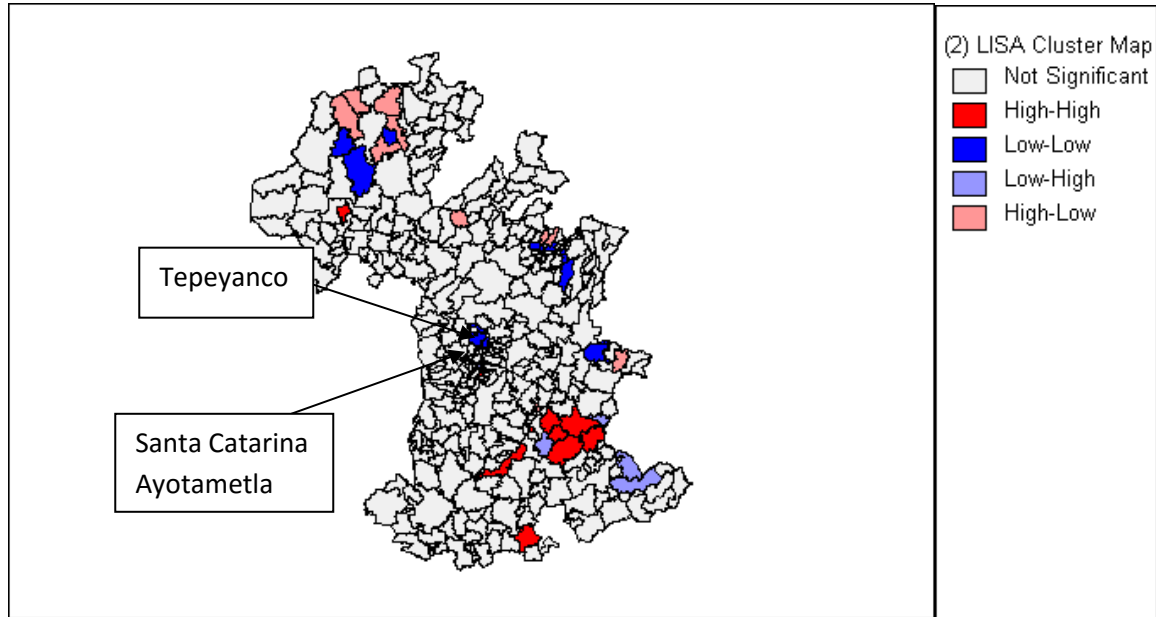 Tepeyanco
Santa Catarina
Ayotametla
(2) LISA Cluster Map
Not Significant
High-High
Low-Low
Low-High
High-Low